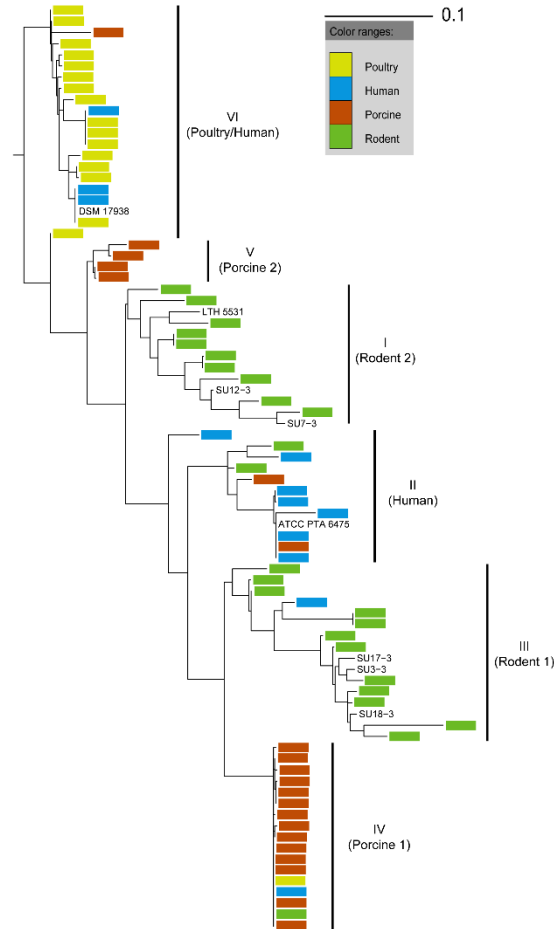 0.1
Color ranges:
Poultry
Human
Porcine
Rodent
VI
(Poultry/Human)
DSM 17938
V
(Porcine 2)
LTH 5531
I
(Rodent 2)
SU12-3
SU7-3
II
(Human)
ATCC PTA 6475
III
(Rodent 1)
SU17-3
SU3-3
SU18-3
IV
(Porcine 1)